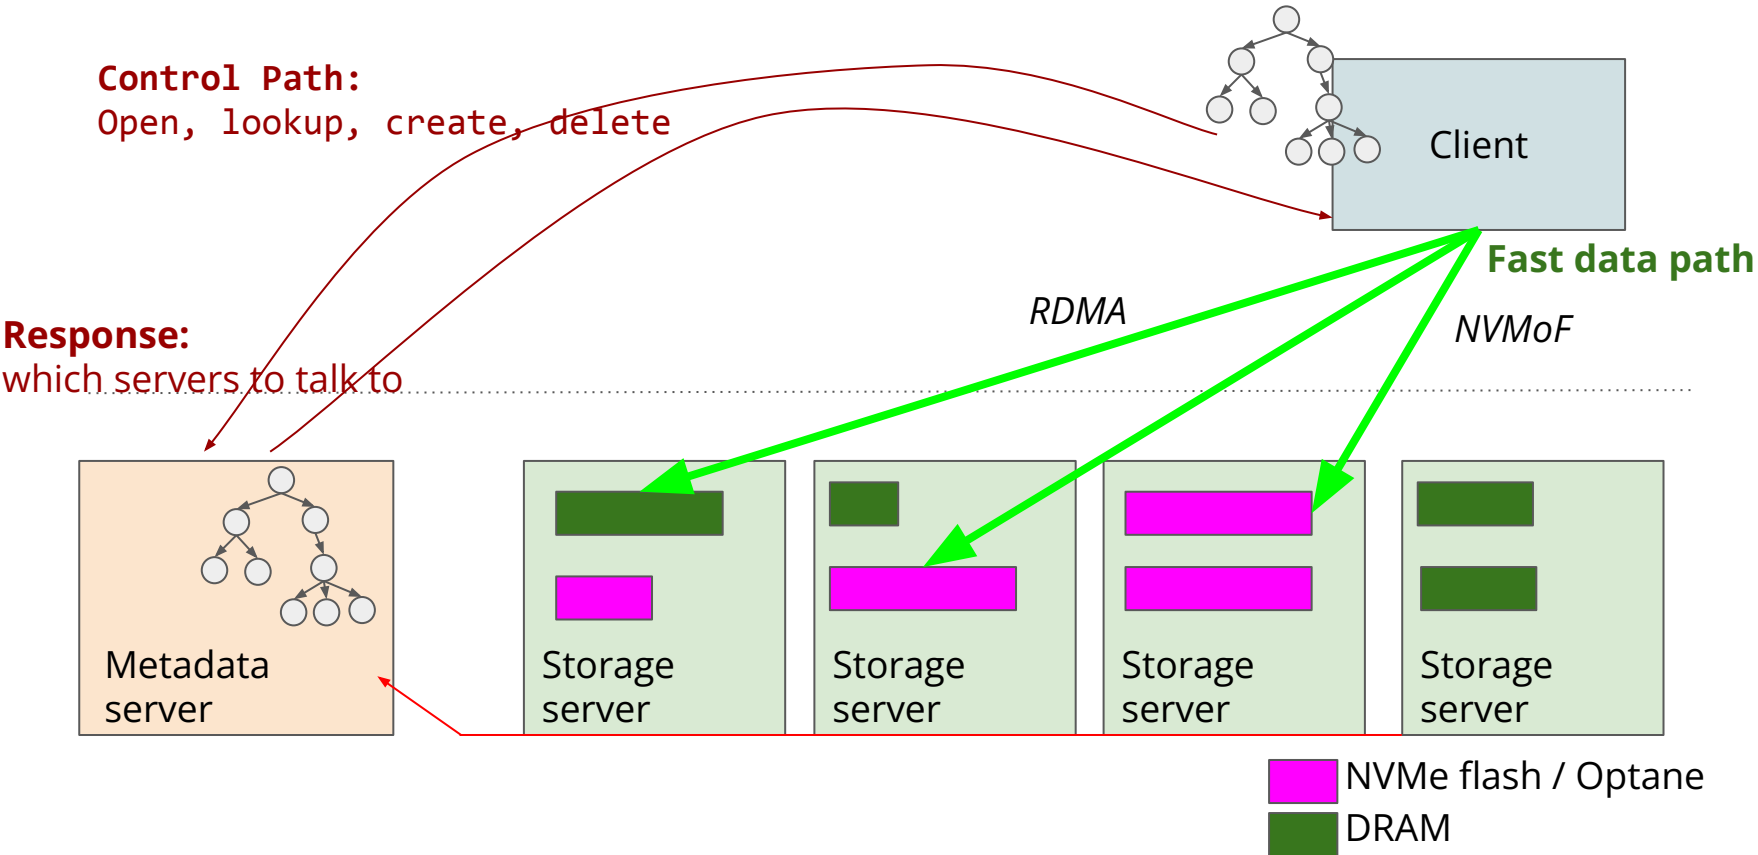 Control Path:
Open, lookup, create, delete
Client
Fast data path
RDMA
NVMoF
Response:
which servers to talk to
Metadata
server
Storage
server
Storage
server
Storage
server
Storage
server
NVMe flash / Optane
DRAM